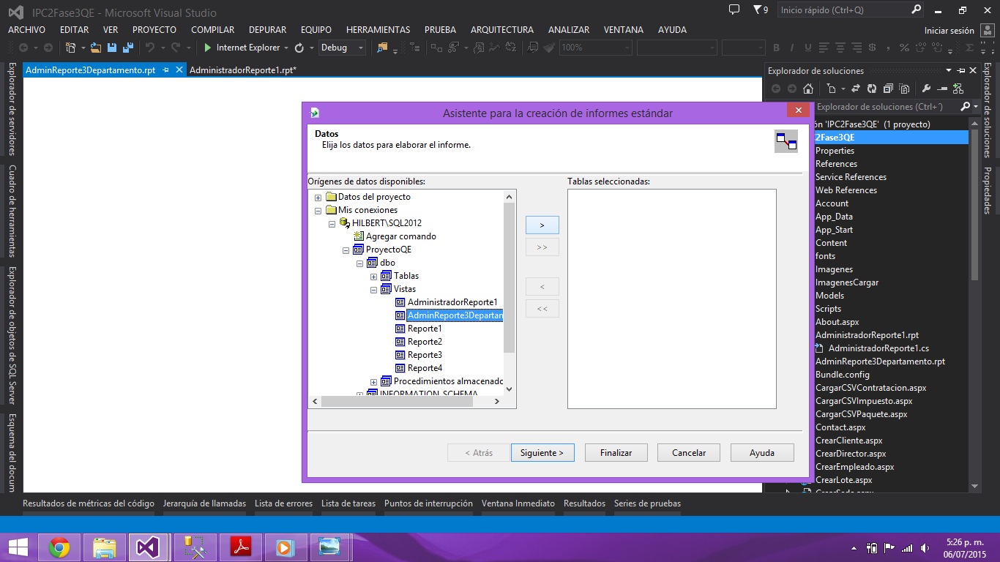 IPC2Fase3QE - Microsoft Visual Studio
9
Inicio rápido (Ctrl+Q)
ARCHIVO EDITAR VER PROYECTO COMPILAR DEPURAR EQUIPO HERRAMIENTAS PRUEBA ARQUITECTURA ANALIZAR VENTANA AYUDA
Iniciar sesión
Internet Explorer
Debug
100%
Explorador de servidores
Cuadro de herramientas
Explorador de objetos de SQL Server
Esquema del docum
AdminReporte3Departamento.rpt
AdministradorReporte1.rpt*
Asistente para la creación de informes estándar
Datos
Elija los datos para elaborar el informe.
Orígenes de datos disponibles:
Datos del proyecto
Mis conexiones
HILBERT\SQL2012
Agregar comando
ProyectoQE
dbo
Tablas
Vistas
AdministradorReporte1
AdminReporte3Departan
Reporte1
Reporte2
Reporte3
Reporte4
Procedimientos almacenado
INFORMATION_SCHEMA
>
>>
<
<<
Tablas seleccionadas:
< Atrás
Siguiente >
Finalizar
Cancelar
Ayuda
Explorador de soluciones
Explorador de soluciones (Ctrl+´)
ón 'IPC2Fase3QE' (1 proyecto)
2Fase3QE
Properties
References
Service References
Web References
Account
App_Data
App_Start
Content
fonts
Imagenes
ImagenesCargar
Models
Scripts
About.aspx
AdministradorReporte1.rpt
AdministradorReporte1.cs
AdminReporte3Departamento.rpt
Bundle.config
CargarCSVContratacion.aspx
CargarCSVImpuesto.aspx
CargarCSVPaquete.aspx
Contact.aspx
CrearCliente.aspx
CrearDirector.aspx
CrearEmpleado.aspx
CrearLote.aspx
Explorador de soluciones
Propiedades
Resultados de métricas del código
Jerarquía de llamadas
Lista de errores
Lista de tareas
Puntos de interrupción
Ventana Inmediato
Resultados
Series de pruebas
5:26 p. m.
06/07/2015